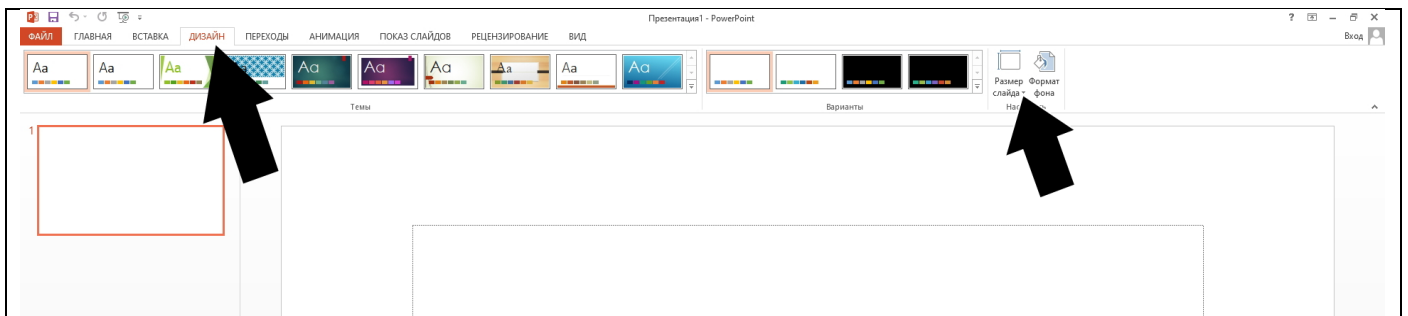 Презентация1 - PowerPoint
?
Вход
ФАЙЛ ГЛАВНАЯ ВСТАВКА ДИЗАЙН ПЕРЕХОДЫ АНИМАЦИЯ ПОКАЗ СЛАЙДОВ РЕЦЕНЗИРОВАНИЕ ВИД
Aa Aa Aa Aa Aa Aa Aa Aa Aa
Размер слайда
Формат фона
Темы
Варианты
1